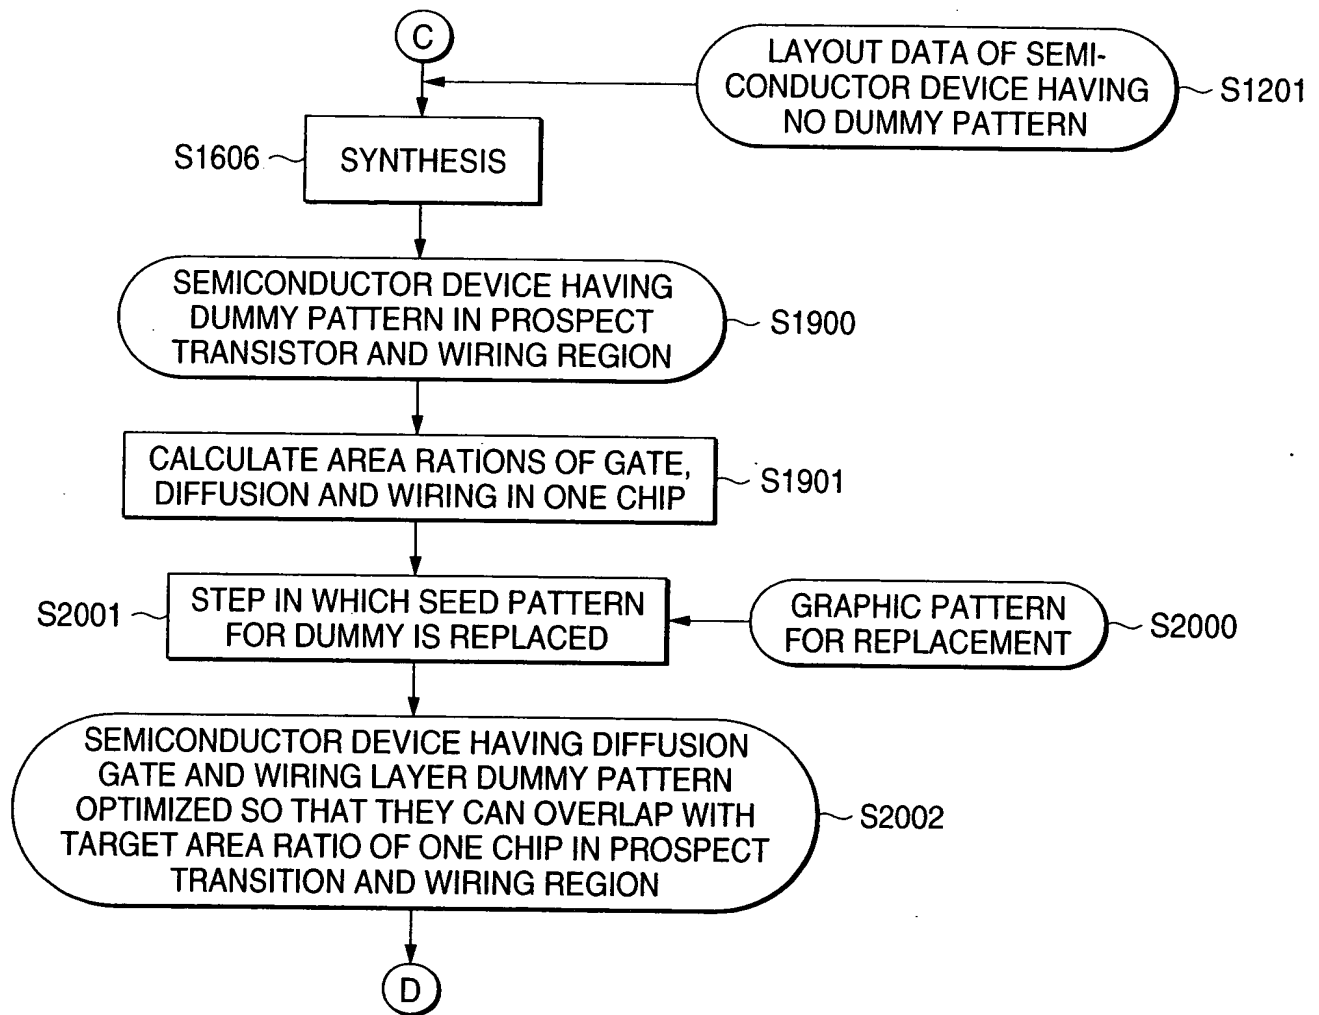 C
LAYOUT DATA OF SEMI-
CONDUCTOR DEVICE HAVING
NO DUMMY PATTERN
S1201
S1606
SYNTHESIS
SEMICONDUCTOR DEVICE HAVING
DUMMY PATTERN IN PROSPECT
TRANSISTOR AND WIRING REGION
S1900
CALCULATE AREA RATIONS OF GATE,
DIFFUSION AND WIRING IN ONE CHIP
S1901
S2001
STEP IN WHICH SEED PATTERN
FOR DUMMY IS REPLACED
GRAPHIC PATTERN
FOR REPLACEMENT
S2000
SEMICONDUCTOR DEVICE HAVING DIFFUSION
GATE AND WIRING LAYER DUMMY PATTERN
OPTIMIZED SO THAT THEY CAN OVERLAP WITH
TARGET AREA RATIO OF ONE CHIP IN PROSPECT
TRANSITION AND WIRING REGION
S2002
D